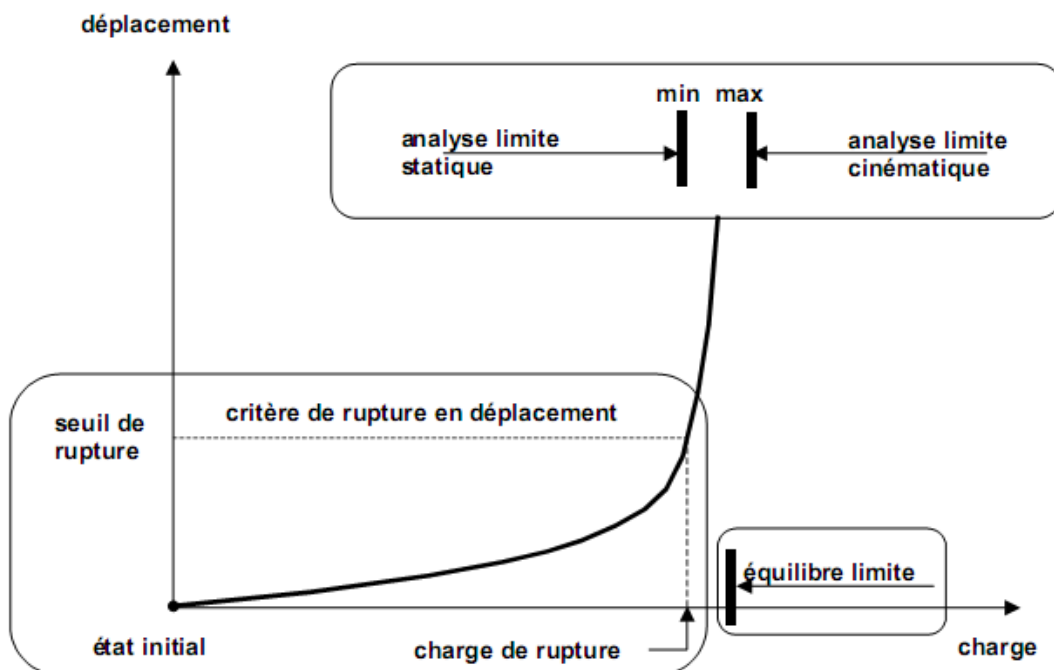 déplacement
min max
analyse limite
statique
analyse limite
cinématique
critère de rupture en déplacement
seuil de
rupture
équilibre limite
état initial
charge de rupture
charge